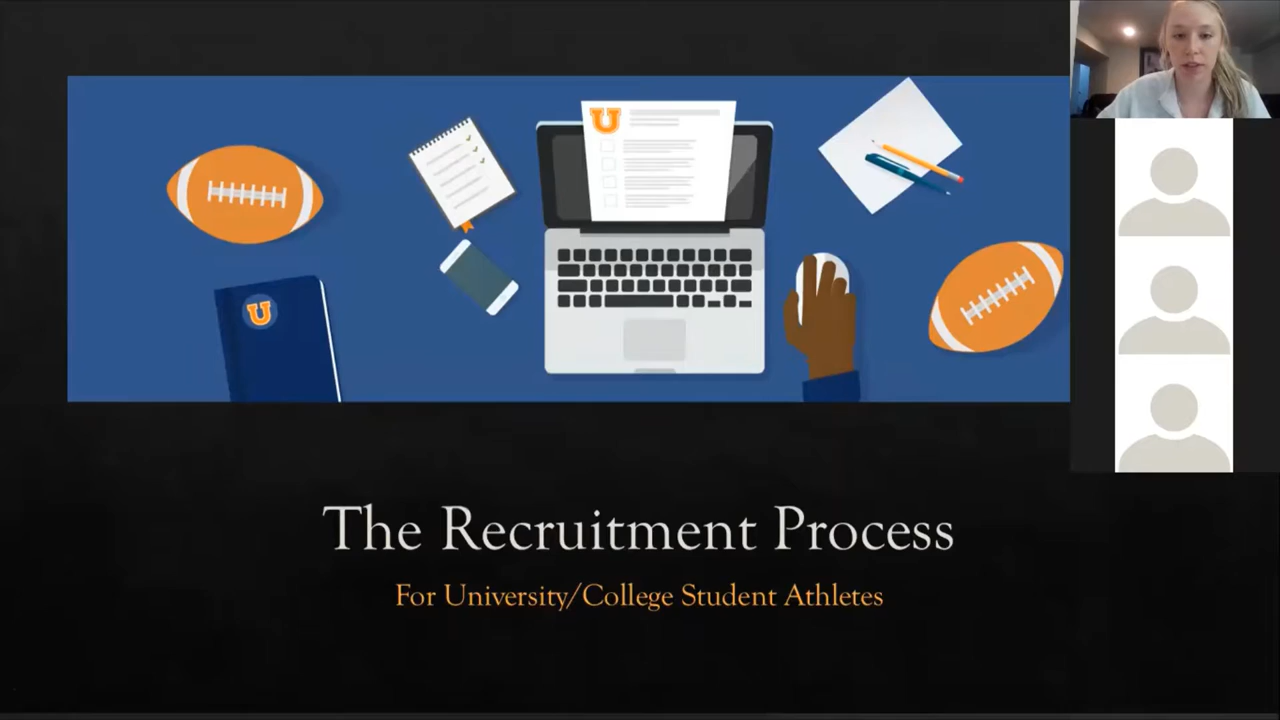 U
U
The Recruitment Process
For University/College Student Athletes